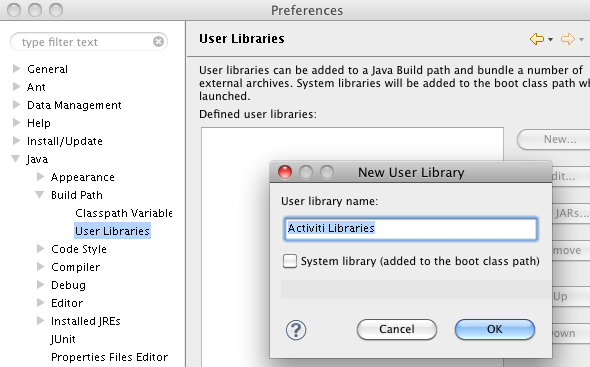 Preferences
type filter text
General
Ant
Data Management
Help
Install/Update
Java
Appearance
Build Path
Classpath Variable
User Libraries
Code Style
Compiler
Debug
Editor
Installed JREs
JUnit
Properties Files Editor
User Libraries
User libraries can be added to a Java Build path and bundle a number of
external archives. System libraries will be added to the boot class path
launched.
Defined user libraries:
New...
JARs...
Up
New User Library
User library name:
Activiti Libraries
System library (added to the boot class path)
?
Cancel
OK